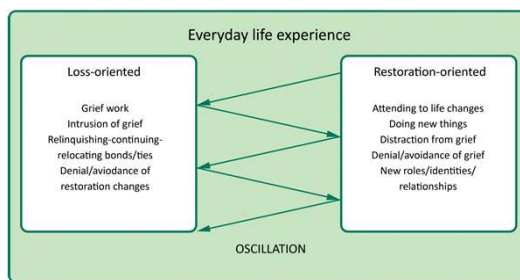 Everyday life experience
Loss-oriented
Grief work
Intrusion of grief
Relinquishing-continuing-
relocating bonds/ties
Denial/aviodance of
restoration changes
Restoration-oriented
Attending to life changes
Doing new things
Distraction from grief
Denial/avoidance of grief
New roles/identities/
relationships
OSCILLATION